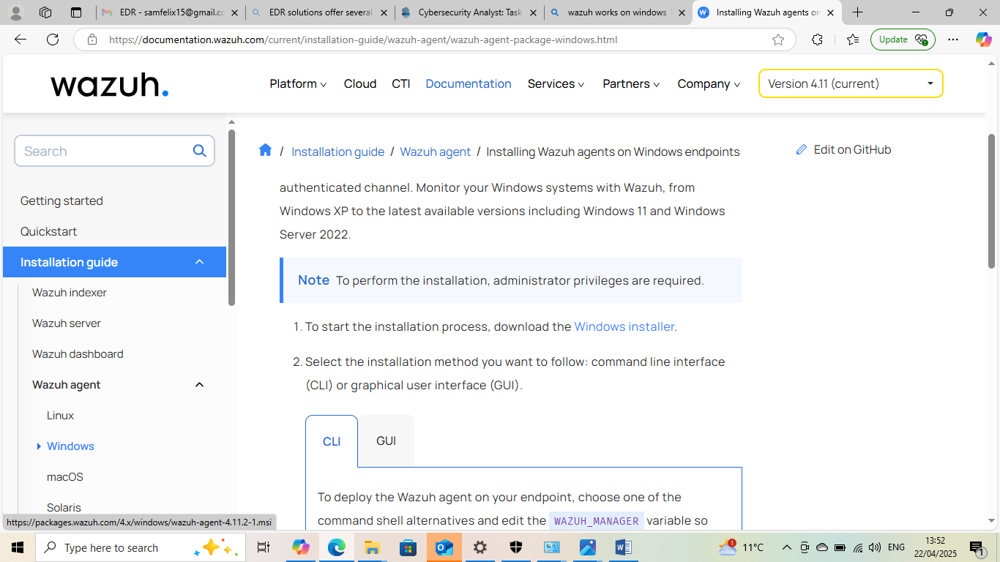 EDR - samfelix15@gmail.cc
EDR solutions offer several
Cybersecurity Analyst: Task
wazuh works on windows 1
Installing Wazuh agents on
https://documentation.wazuh.com/current/installation-guide/wazuh-agent/wazuh-agent-package-windows.html
Update
wazuh.
Platform
Cloud
CTI
Documentation
Services
Partners
Company
Version 4.11 (current)
Search
/ Installation guide / Wazuh agent / Installing Wazuh agents on Windows endpoints
Edit on GitHub
Getting started
Quickstart
Installation guide
Wazuh indexer
Wazuh server
Wazuh dashboard
Wazuh agent
Linux
Windows
macOS
Solaris
authenticated channel. Monitor your Windows systems with Wazuh, from
Windows XP to the latest available versions including Windows 11 and Windows
Server 2022.
Note To perform the installation, administrator privileges are required.
1. To start the installation process, download the Windows installer.
2. Select the installation method you want to follow: command line interface
(CLI) or graphical user interface (GUI).
CLI
GUI
To deploy the Wazuh agent on your endpoint, choose one of the
command shell alternatives and edit the WAZUH_MANAGER variable so
https://packages.wazuh.com/4.x/windows/wazuh-agent-4.11.2-1.msi
Type here to search
1
11°C
ENG
13:52
22/04/2025
1